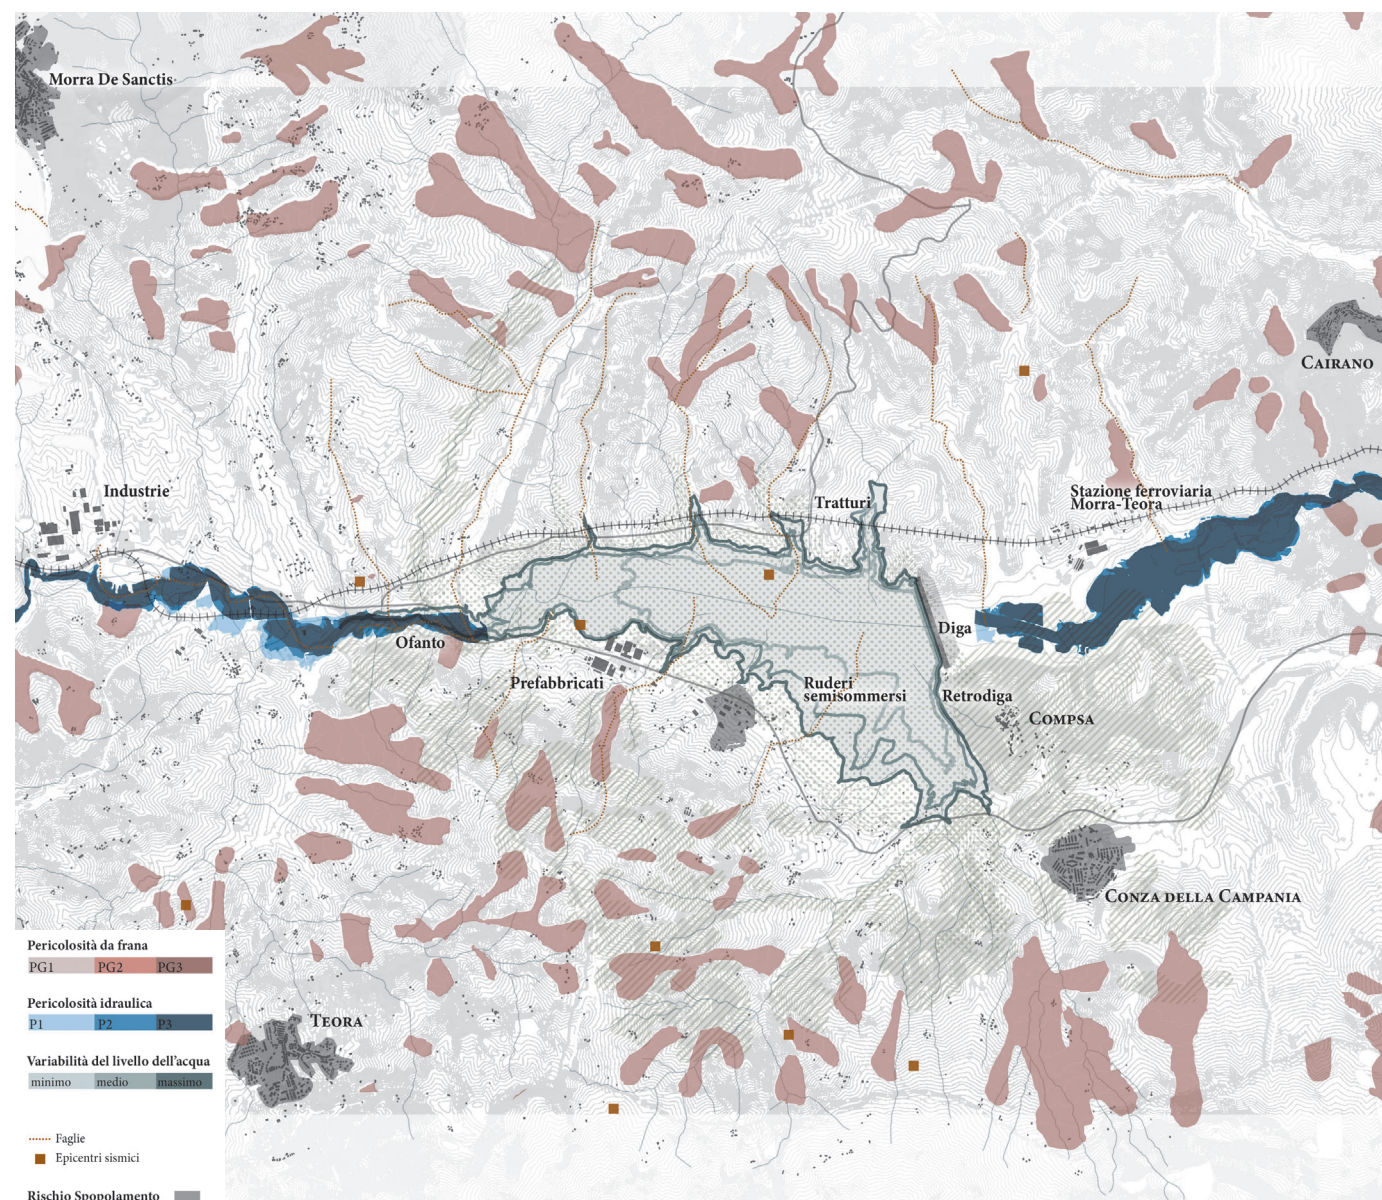 Morra De Sanctis
Cairano
Industrie
Tratturi
Stazione ferroviaria
Morra-Teora
Ofanto
Diga
Prefabbricati
Ruderi
semisommersi
Retrodiga
Compsa
Conza della Campania
Teora
Pericolosità da frana
PG1 PG2 PG3
Pericolosità idraulica
P1 P2 P3
Variabilità del livello dell'acqua
minimo medio massimo
Faglie
Epicentri sismici
Rischio Spopolamento